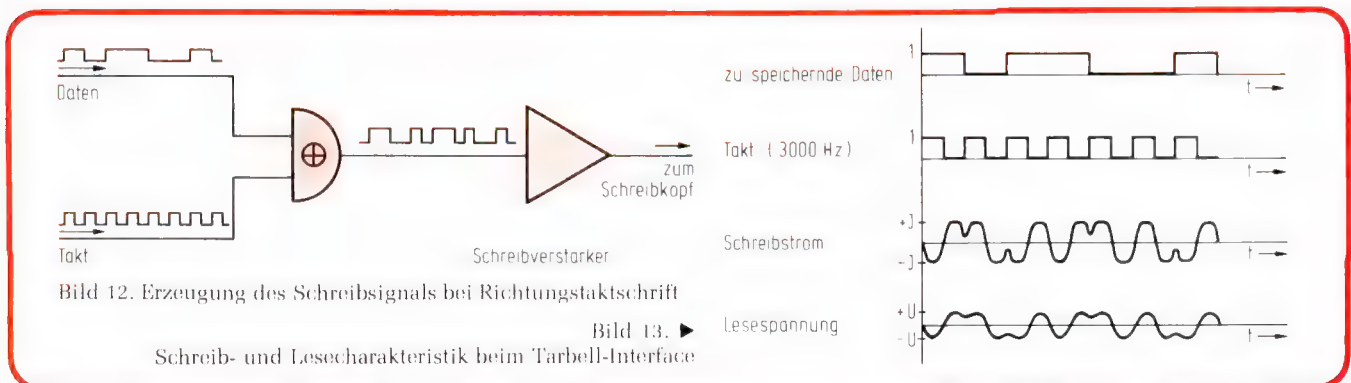 Daten
Takt
zum
Schreibkopf
Schreibverstärker
Bild 12. Erzeugung des Schreibsignals bei Richtungstaktschrift
Bild 13. ▶
Schreib- und Lesecharakteristik beim Tarbell-Interface
zu speichernde Daten
1
t
Takt (3000 Hz)
1
t
Schreibstrom
+J
-J
t
Lesespannung
+U
-U
t